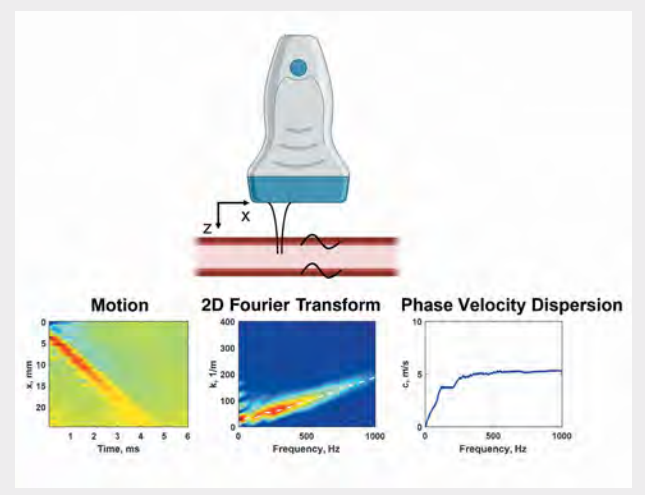 X
Z
Motion
0
5
10
15
20
x, mm
1 2 3 4 5 6
Time, ms
2D Fourier Transform
400
300
200
100
0
k, 1/m
0 500 1000
Frequency, Hz
Phase Velocity Dispersion
10
5
0
c, m/s
0 500 1000
Frequency, Hz